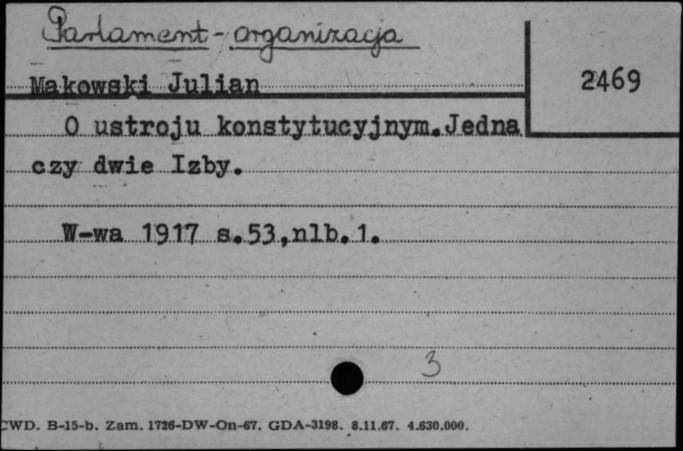 Parlament - organizacja
Makowski Julian
2469
O ustroju konstytucyjnym.Jedna
czy dwie Izby.
W-wa 1917 s.53,nlb.1.
3
CWD. B-15-b. Zam. 1726-DW-On-67. GDA-3198. 8.11.67. 4.630.000.